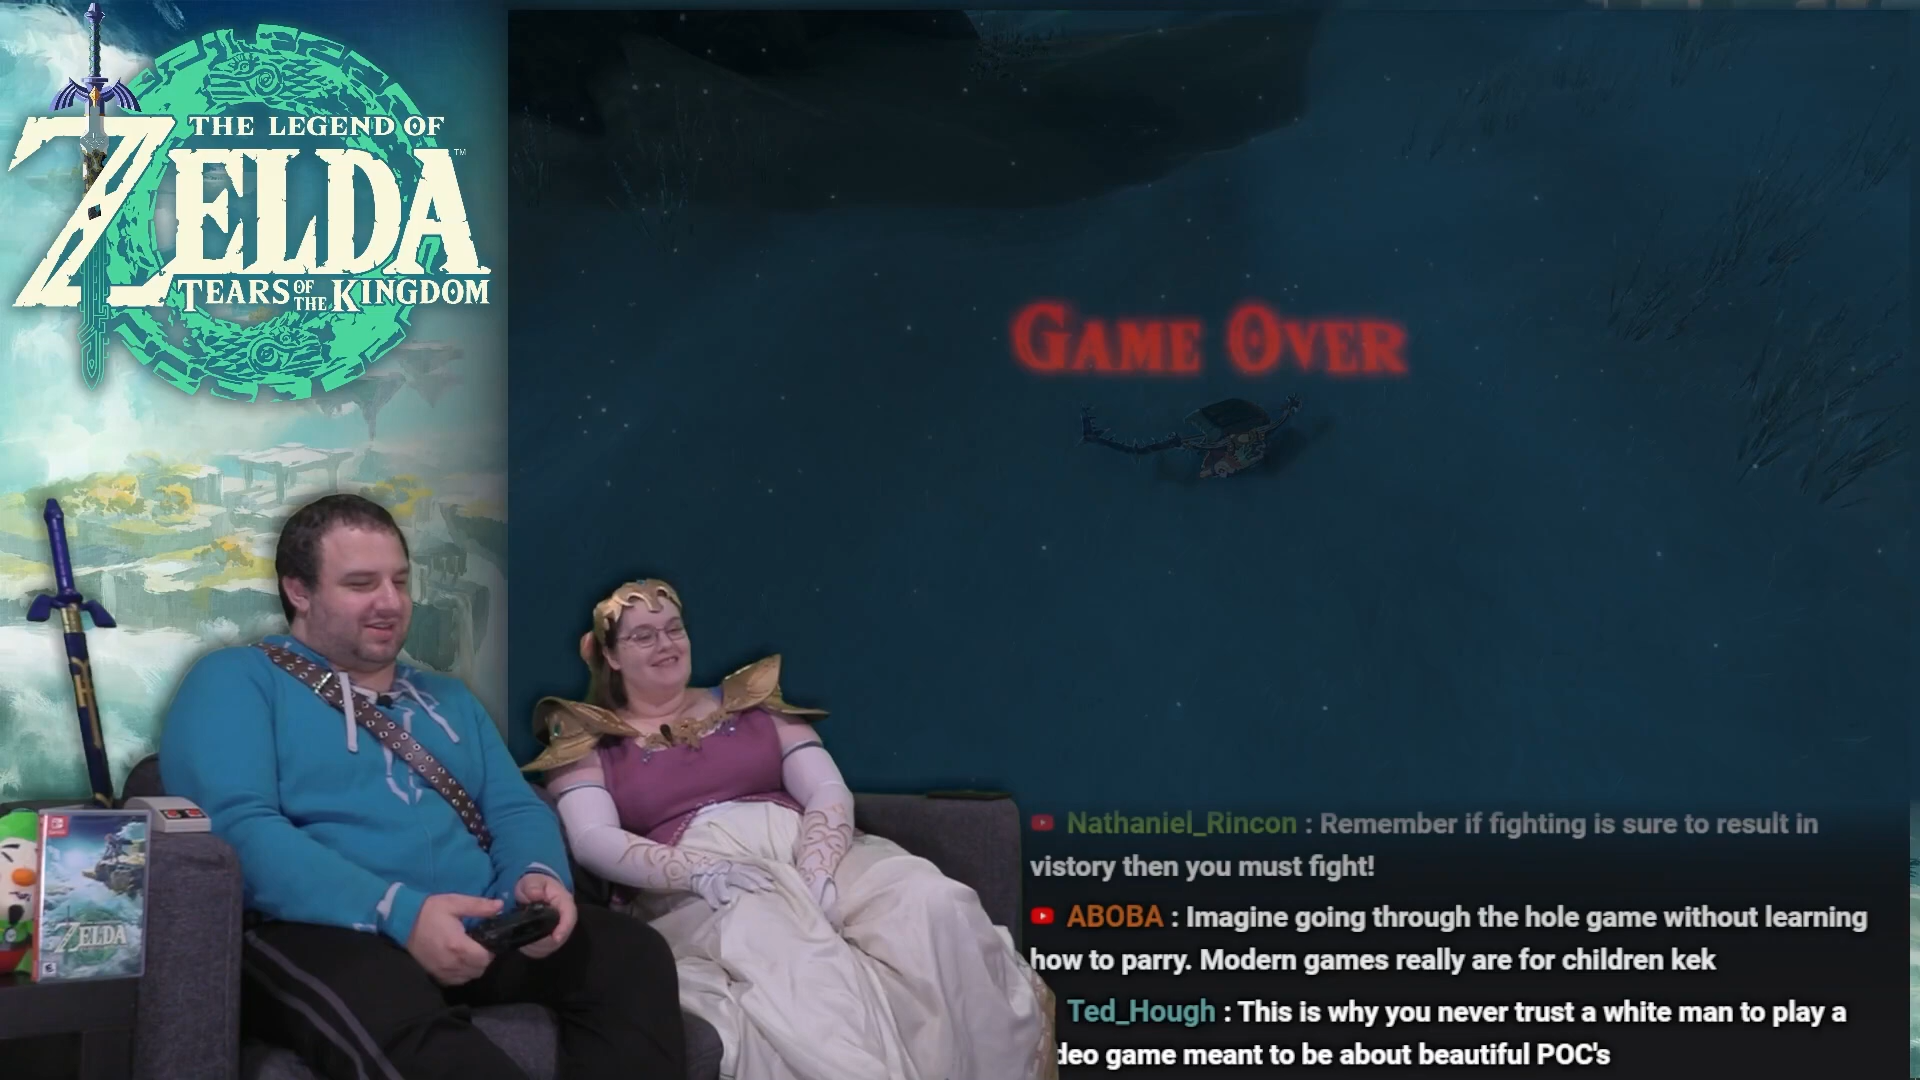 THE LEGEND OF
ZELDA™
TEARS OF THE KINGDOM
GAME OVER
ZELDA
Nathaniel_Rincon : Remember if fighting is sure to result in
vistory then you must fight!
ABOBA : Imagine going through the hole game without learning
how to parry. Modern games really are for children kek
Ted_Hough : This is why you never trust a white man to play a
deo game meant to be about beautiful POC's